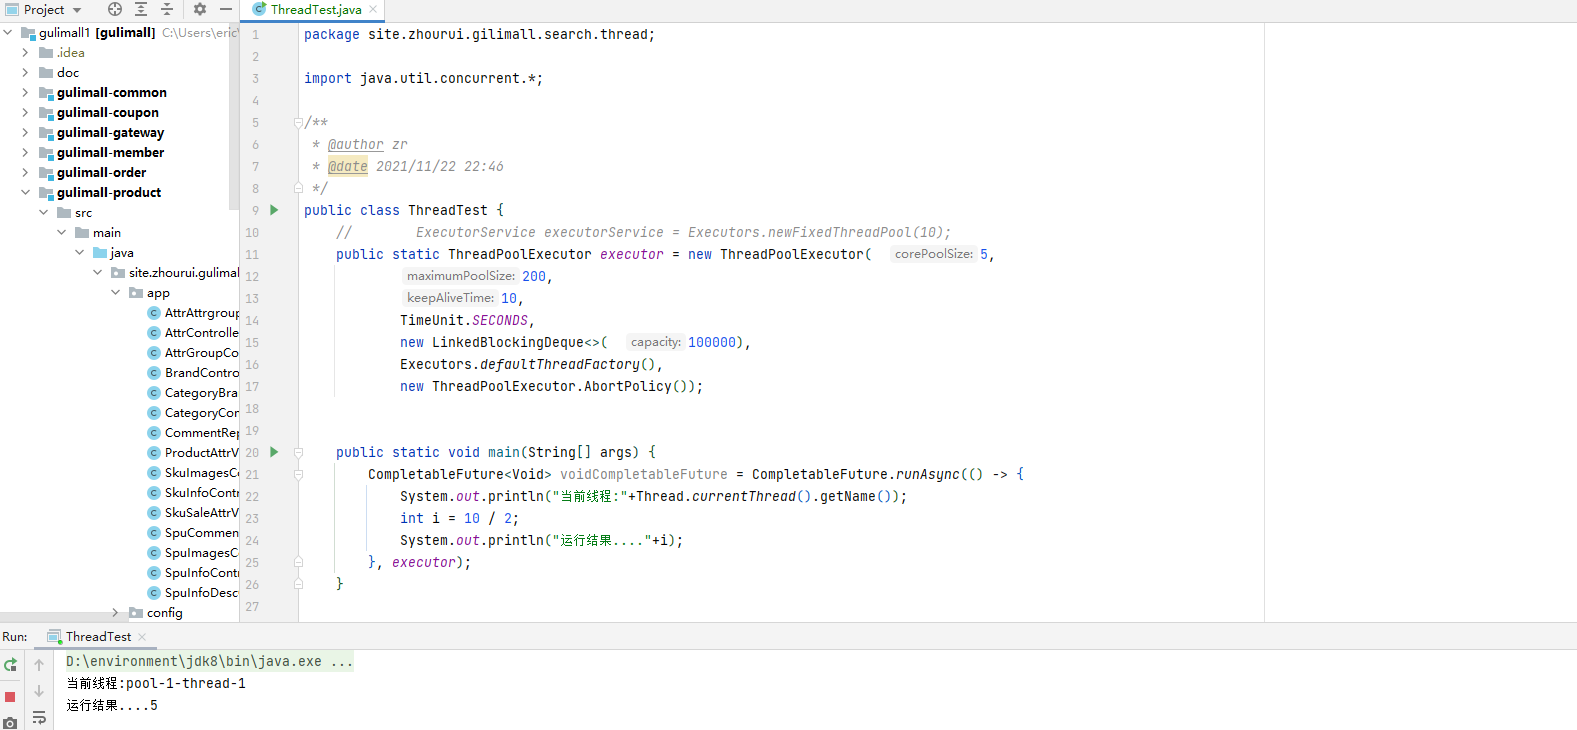 Project
ThreadTest.java
gulimall1 [gulimall] C:\Users\eric\
.idea
doc
gulimall-common
gulimall-coupon
gulimall-gateway
gulimall-member
gulimall-order
gulimall-product
src
main
java
site.zhourui.gulimal
app
AttrAttrgroup
AttrControlle
AttrGroupCo
BrandContro
CategoryBra
CategoryCon
CommentRep
ProductAttrV
SkuImagesCo
SkuInfoContr
SkuSaleAttrV
SpuCommen
SpuImagesCo
SpuInfoContr
SpuInfoDesc
config
1 package site.zhourui.gilimall.search.thread;
2
3 import java.util.concurrent.*;
4
5 /**
6 * @author zr
7 * @date 2021/11/22 22:46
8 */
9 public class ThreadTest {
10 // ExecutorService executorService = Executors.newFixedThreadPool(10);
11 public static ThreadPoolExecutor executor = new ThreadPoolExecutor( corePoolSize: 5,
12 maximumPoolSize: 200,
13 keepAliveTime: 10,
14 TimeUnit.SECONDS,
15 new LinkedBlockingDeque<>( capacity: 100000),
16 Executors.defaultThreadFactory(),
17 new ThreadPoolExecutor.AbortPolicy());
18
19
20 public static void main(String[] args) {
21 CompletableFuture<Void> voidCompletableFuture = CompletableFuture.runAsync(() -> {
22 System.out.println("当前线程:"+Thread.currentThread().getName());
23 int i = 10 / 2;
24 System.out.println("运行结果...."+i);
25 }, executor);
26 }
27
Run: ThreadTest
D:\environment\jdk8\bin\java.exe ...
当前线程:pool-1-thread-1
运行结果....5